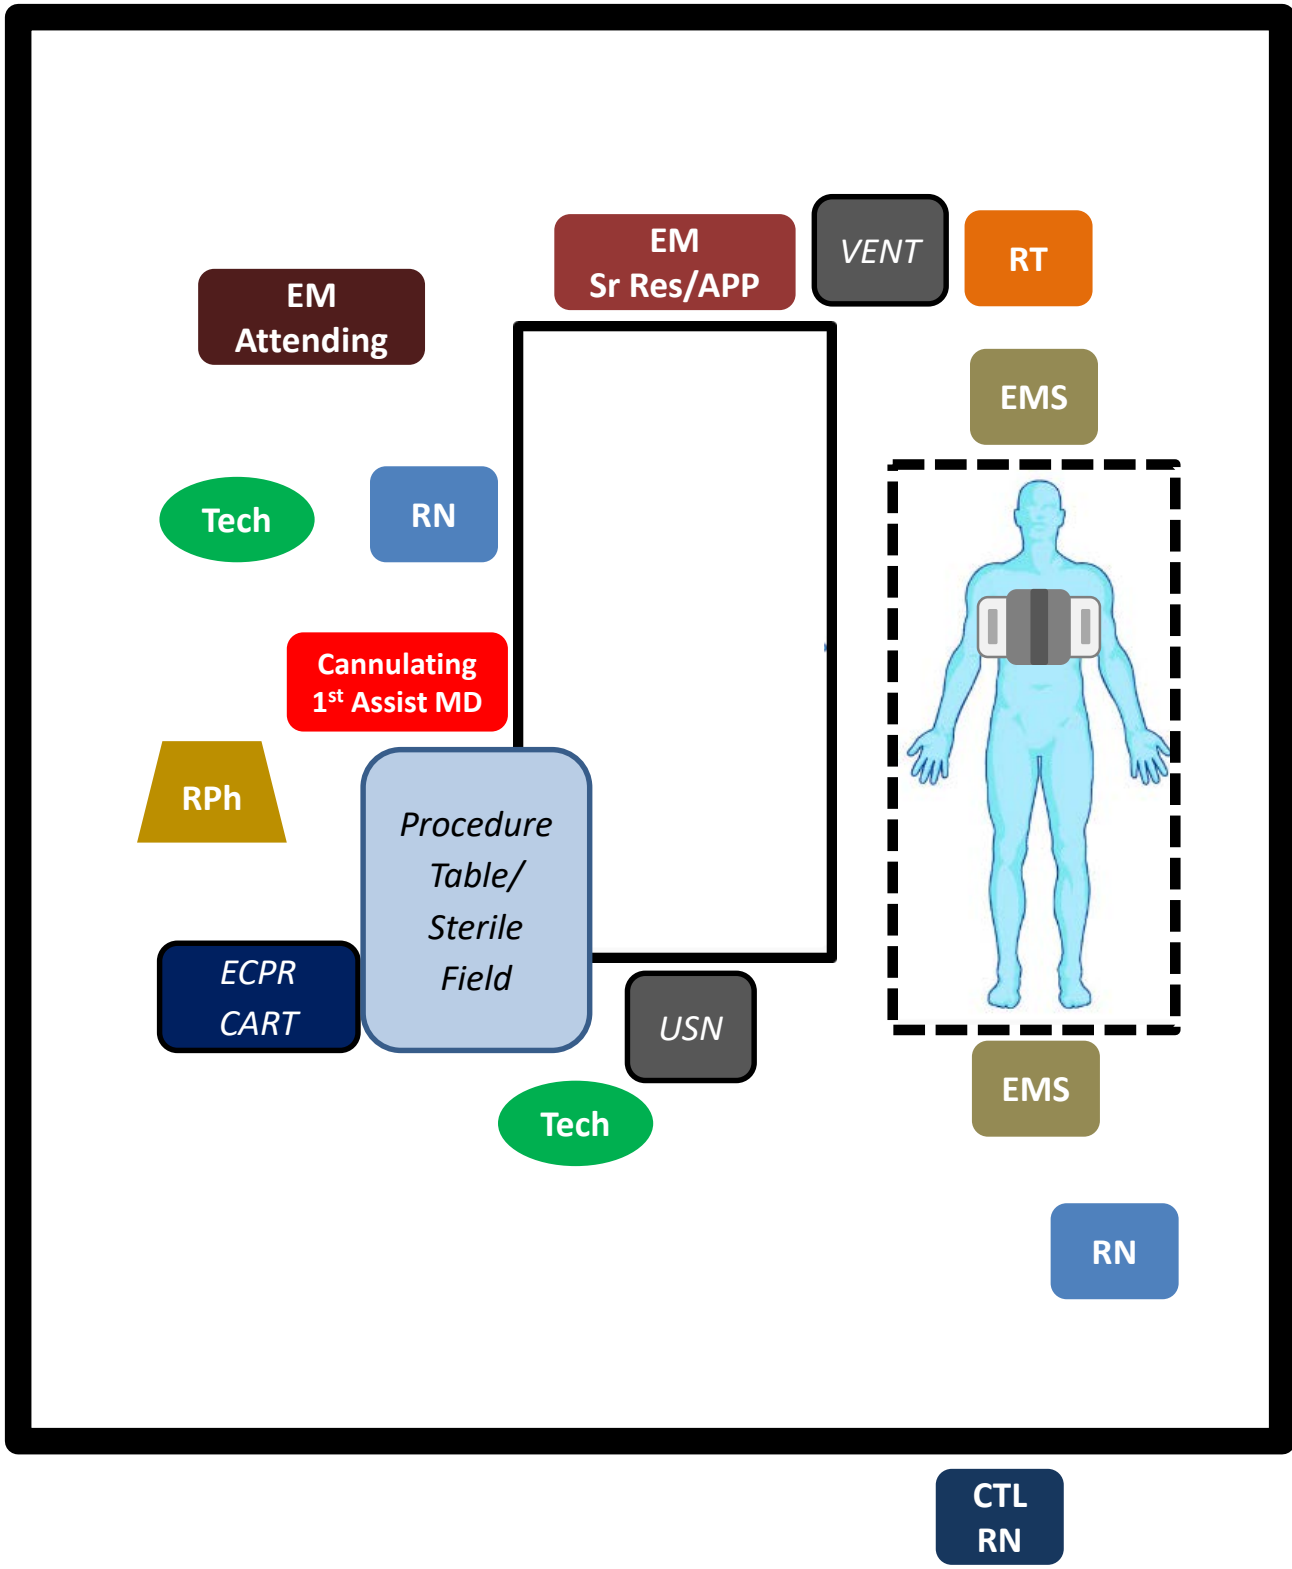 EM
Sr Res/APP
VENT
RT
EM
Attending
EMS
Tech
RN
Cannulating
1st Assist MD
RPh
Procedure
Table/
Sterile
Field
ECPR
CART
USN
EMS
Tech
RN
CTL
RN